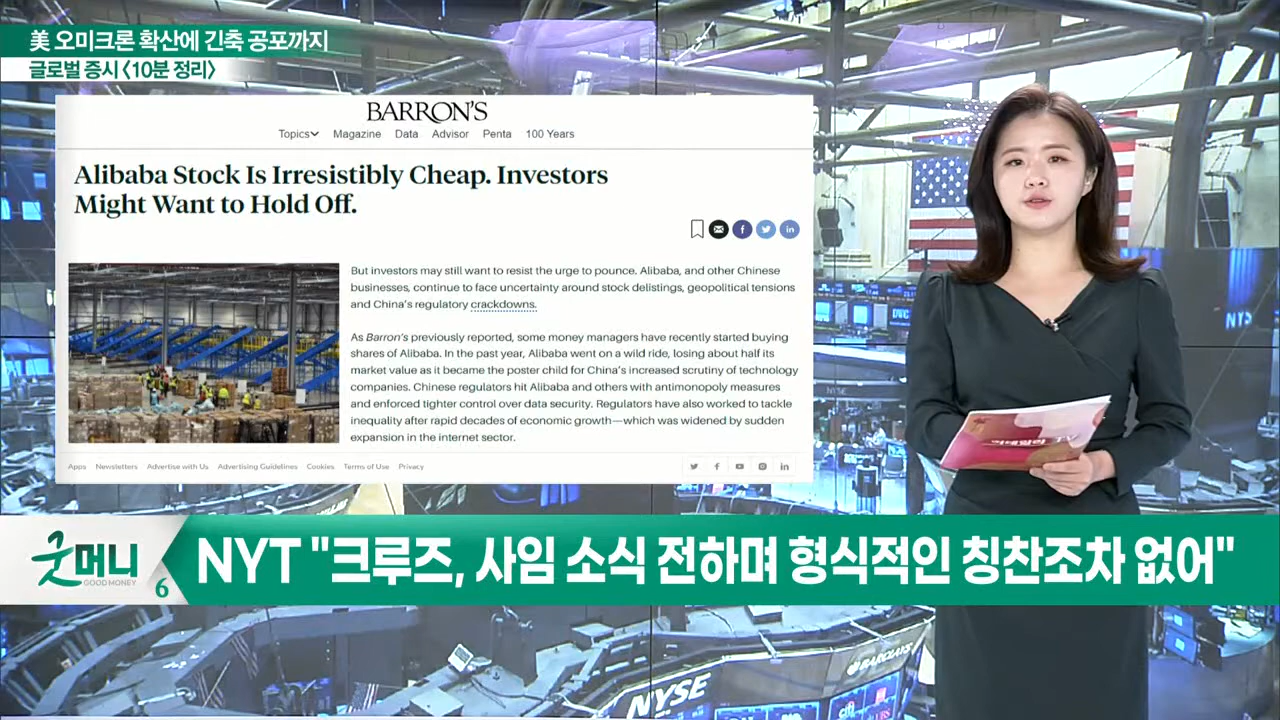 美 오미크론 확산에 긴축 공포까지
글로벌 증시 <10분 정리>
BARRON'S
Topics Magazine Data Advisor Penta 100 Years
Alibaba Stock Is Irresistibly Cheap. Investors
Might Want to Hold Off.
But investors may still want to resist the urge to pounce. Alibaba, and other Chinese
businesses, continue to face uncertainty around stock delistings, geopolitical tensions
and China's regulatory crackdowns.
As Barron's previously reported, some money managers have recently started buying
shares of Alibaba. In the past year, Alibaba went on a wild ride, losing about half its
market value as it became the poster child for China's increased scrutiny of technology
companies. Chinese regulators hit Alibaba and others with antimonopoly measures
and enforced tighter control over data security. Regulators have also worked to tackle
inequality after rapid decades of economic growth—which was widened by sudden
expansion in the internet sector.
Apps Newsletters Advertise with Us Advertising Guidelines Cookies Terms of Use Privacy
굿머니
GOOD MONEY
6
NYT "크루즈, 사임 소식 전하며 형식적인 칭찬조차 없어"
NYSE
BARCLAYS
citi